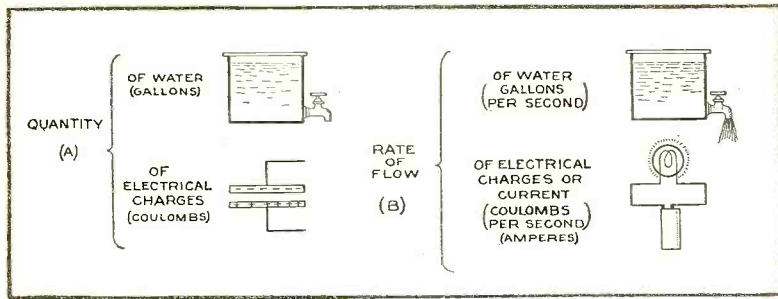 QUANTITY
(A)
OF WATER
(GALLONS)
OF
ELECTRICAL
CHARGES
(COULOMBS)
RATE
OF
FLOW
(B)
OF WATER
(GALLONS
PER SECOND)
OF ELECTRICAL
CHARGES OR
CURRENT
(COULOMBS
PER SECOND)
(AMPERES)